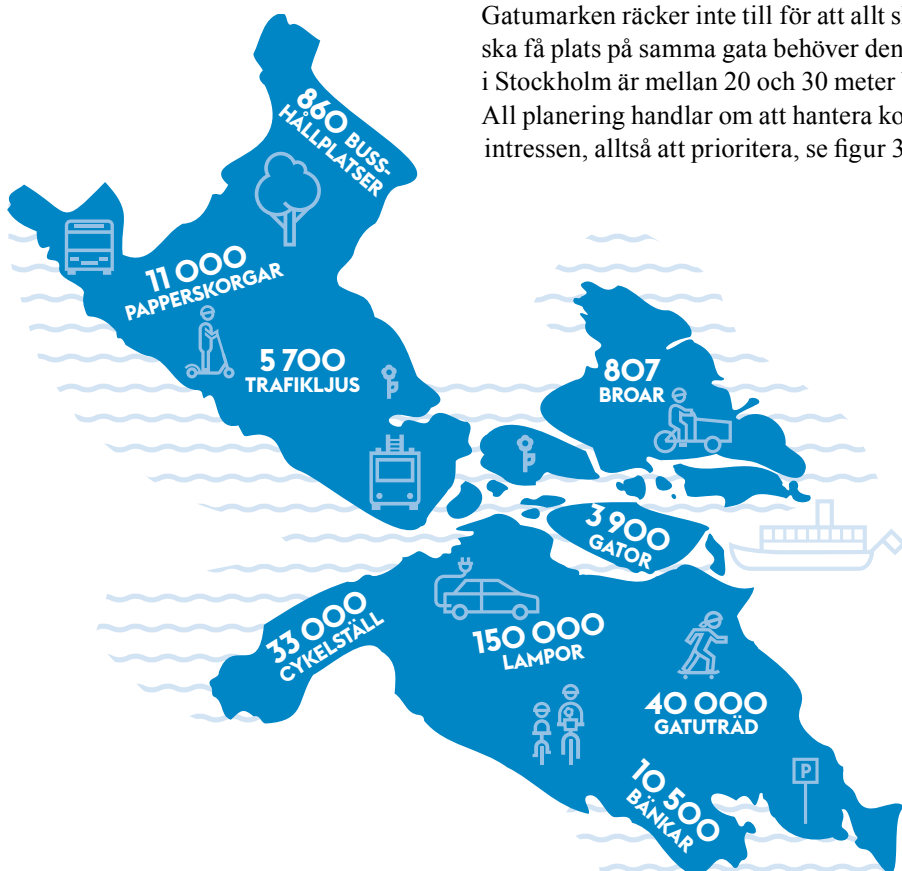 Gatumarken räcker inte till för att allt
ska få plats på samma gata behöver den
i Stockholm är mellan 20 och 30 meter
All planering handlar om att hantera
intressen, alltså att prioritera, se figur 3
860 BUSS-
HÅLLPLATSER
11 000
PAPPERSKORGAR
5 700
TRAFIKLJUS
807
BROAR
3 900
GATOR
33 000
CYKELSTÄLL
150 000
LAMPOR
40 000
GATUTRÄD
10 500
BÄNKAR
P